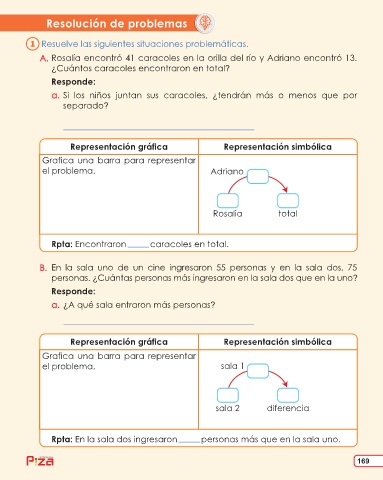 Resolución de problemas
1 Resuelve las siguientes situaciones problemáticas.
A. Rosalía encontró 41 caracoles en la orilla del río y Adriano encontró 13.
¿Cuántos caracoles encontraron en total?
Responde:
a. Si los niños juntan sus caracoles, ¿tendrán más o menos que por
separado?
Representación gráfica Representación simbólica
Grafica una barra para representar
el problema.
Adriano
Rosalía total
Rpta: Encontraron _____ caracoles en total.
B. En la sala uno de un cine ingresaron 55 personas y en la sala dos, 75
personas. ¿Cuántas personas más ingresaron en la sala dos que en la uno?
Responde:
a. ¿A qué sala entraron más personas?
Representación gráfica Representación simbólica
Grafica una barra para representar
el problema.
sala 1
sala 2 diferencia
Rpta: En la sala dos ingresaron _____ personas más que en la sala uno.
P'za
169